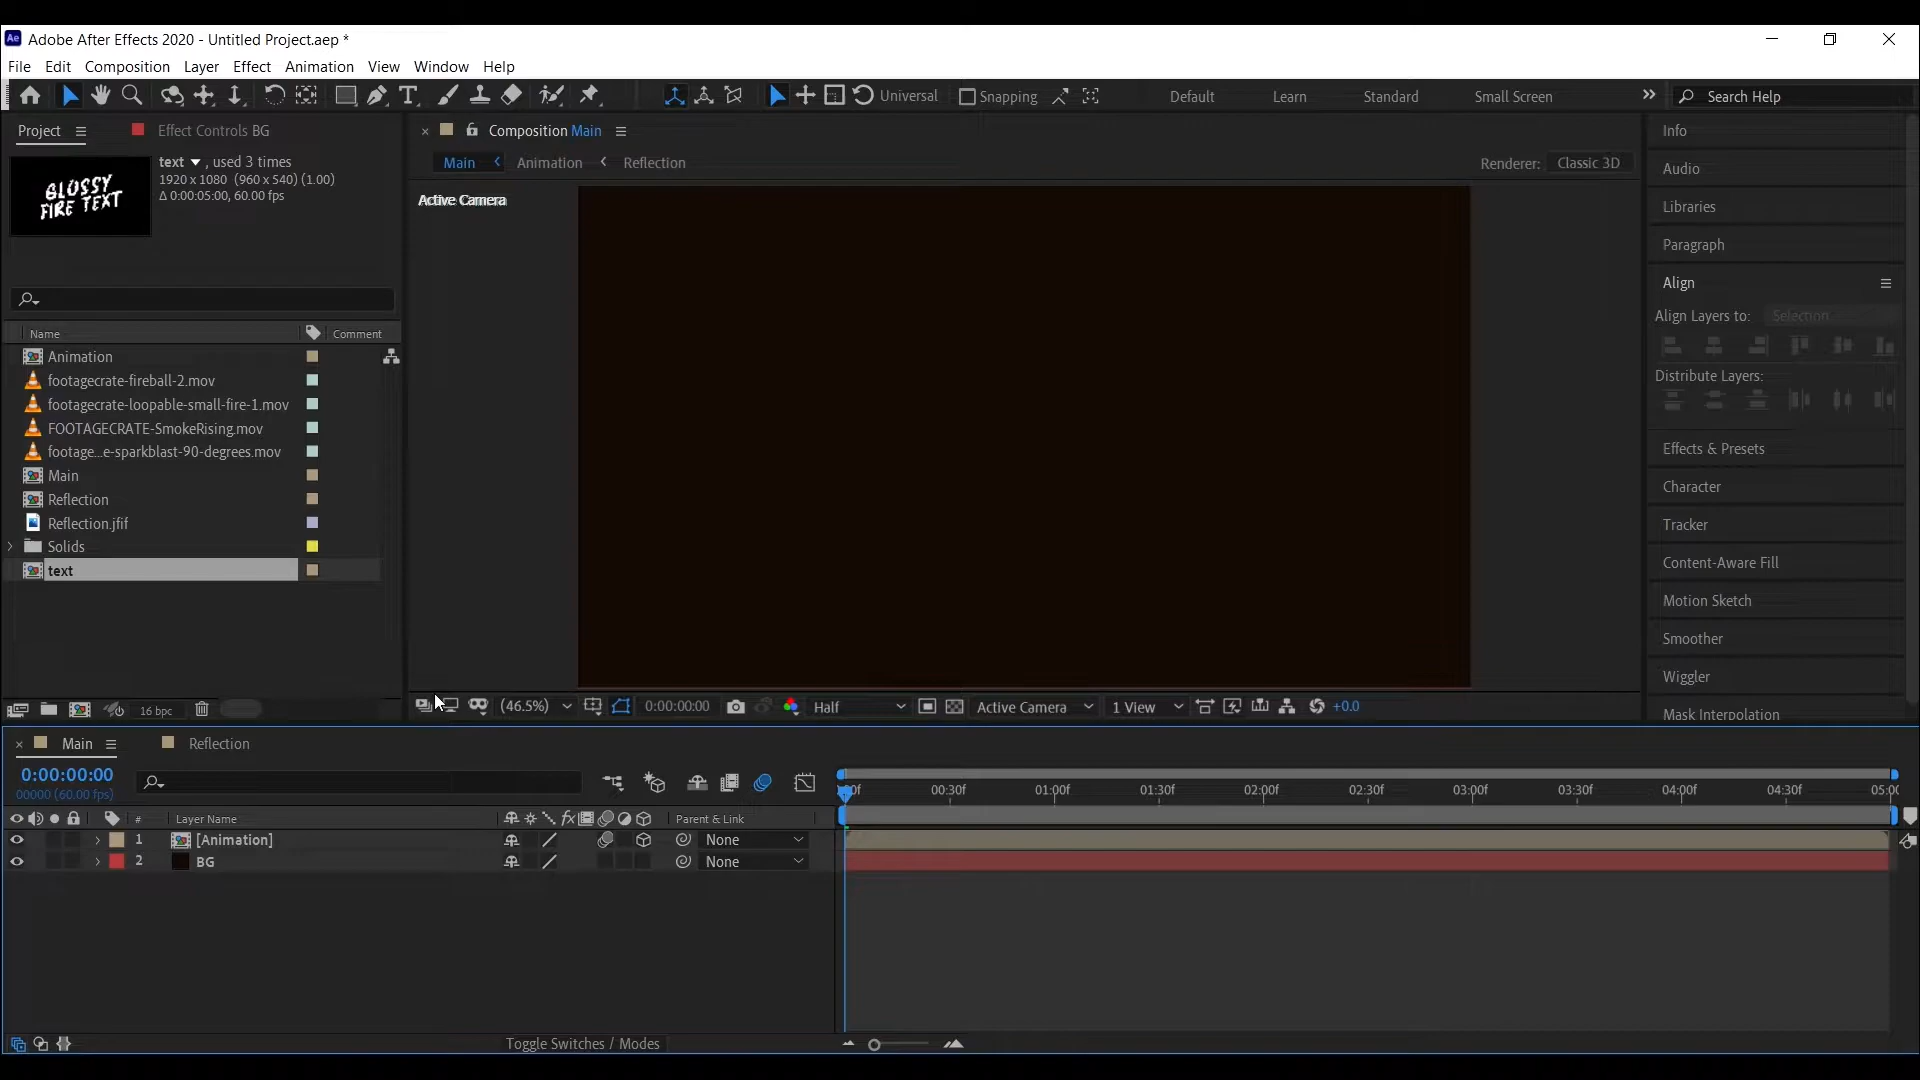 Adobe After Effects 2020 - Untitled Project.aep *
File Edit Composition Layer Effect Animation View Window Help
Universal Snapping Default Learn Standard Small Screen Search Help
Project Effect Controls BG
GLOSSY
FIRE TEXT
text , used 3 times
1920 x 1080 (960 x 540) (1.00)
Δ 0:00:05:00, 60.00 fps
Name Comment
Animation
footagecrate-fireball-2.mov
footagecrate-loopable-small-fire-1.mov
FOOTAGECRATE-SmokeRising.mov
footage...e-sparkblast-90-degrees.mov
Main
Reflection
Reflection.jfif
Solids
text
16 bpc
Composition Main
Main Animation Reflection
Renderer: Classic 3D
Active Camera
(46.5%) 0:00:00:00 Half Active Camera 1 View +0.0
Info
Audio
Libraries
Paragraph
Align
Align Layers to: Selection
Distribute Layers:
Effects & Presets
Character
Tracker
Content-Aware Fill
Motion Sketch
Smoother
Wiggler
Mask Interpolation
Main Reflection
0:00:00:00
00000 (60.00 fps)
00:30f 01:00f 01:30f 02:00f 02:30f 03:00f 03:30f 04:00f 04:30f
# Layer Name fx Parent & Link
1 [Animation] None
2 BG None
Toggle Switches / Modes